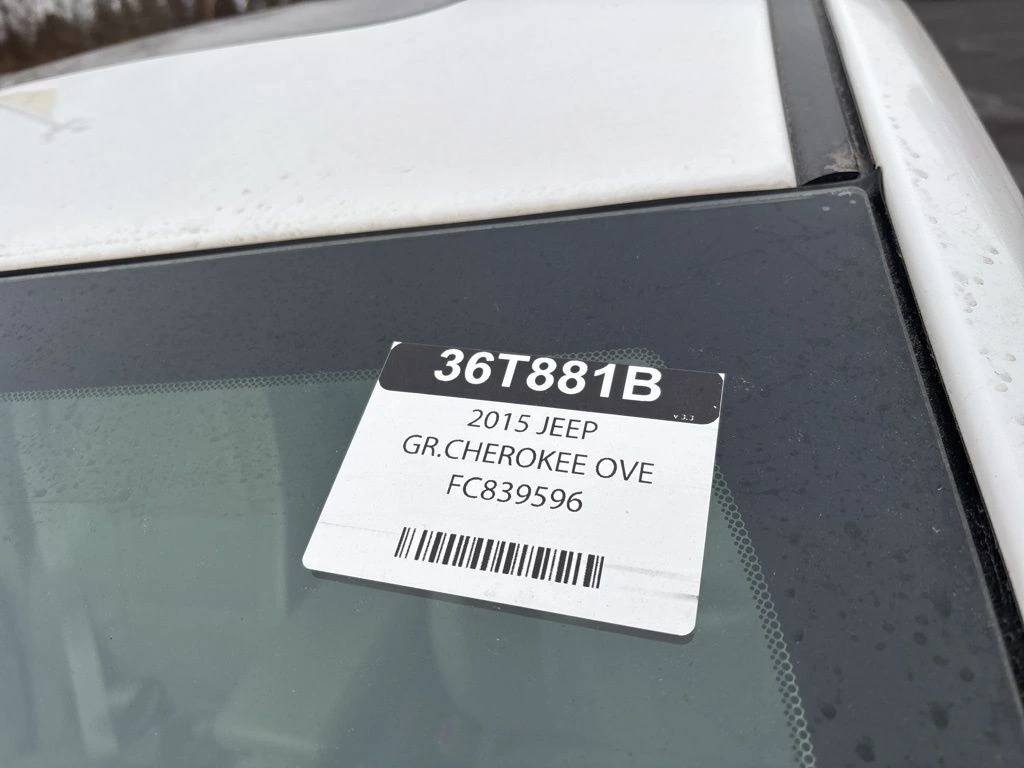 36T881B
v 3.3
2015 JEEP
GR.CHEROKEE OVE
FC839596